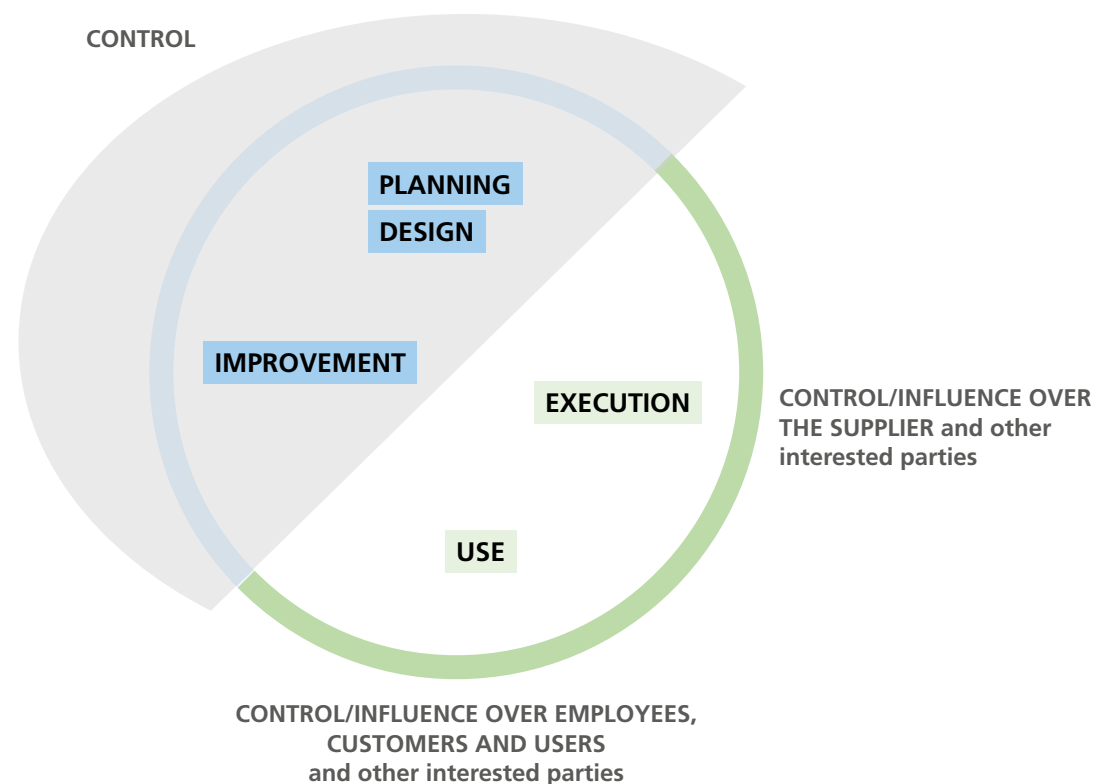 CONTROL
PLANNING
DESIGN
IMPROVEMENT
EXECUTION
CONTROL/INFLUENCE OVER
THE SUPPLIER and other
interested parties
USE
CONTROL/INFLUENCE OVER EMPLOYEES,
CUSTOMERS AND USERS
and other interested parties